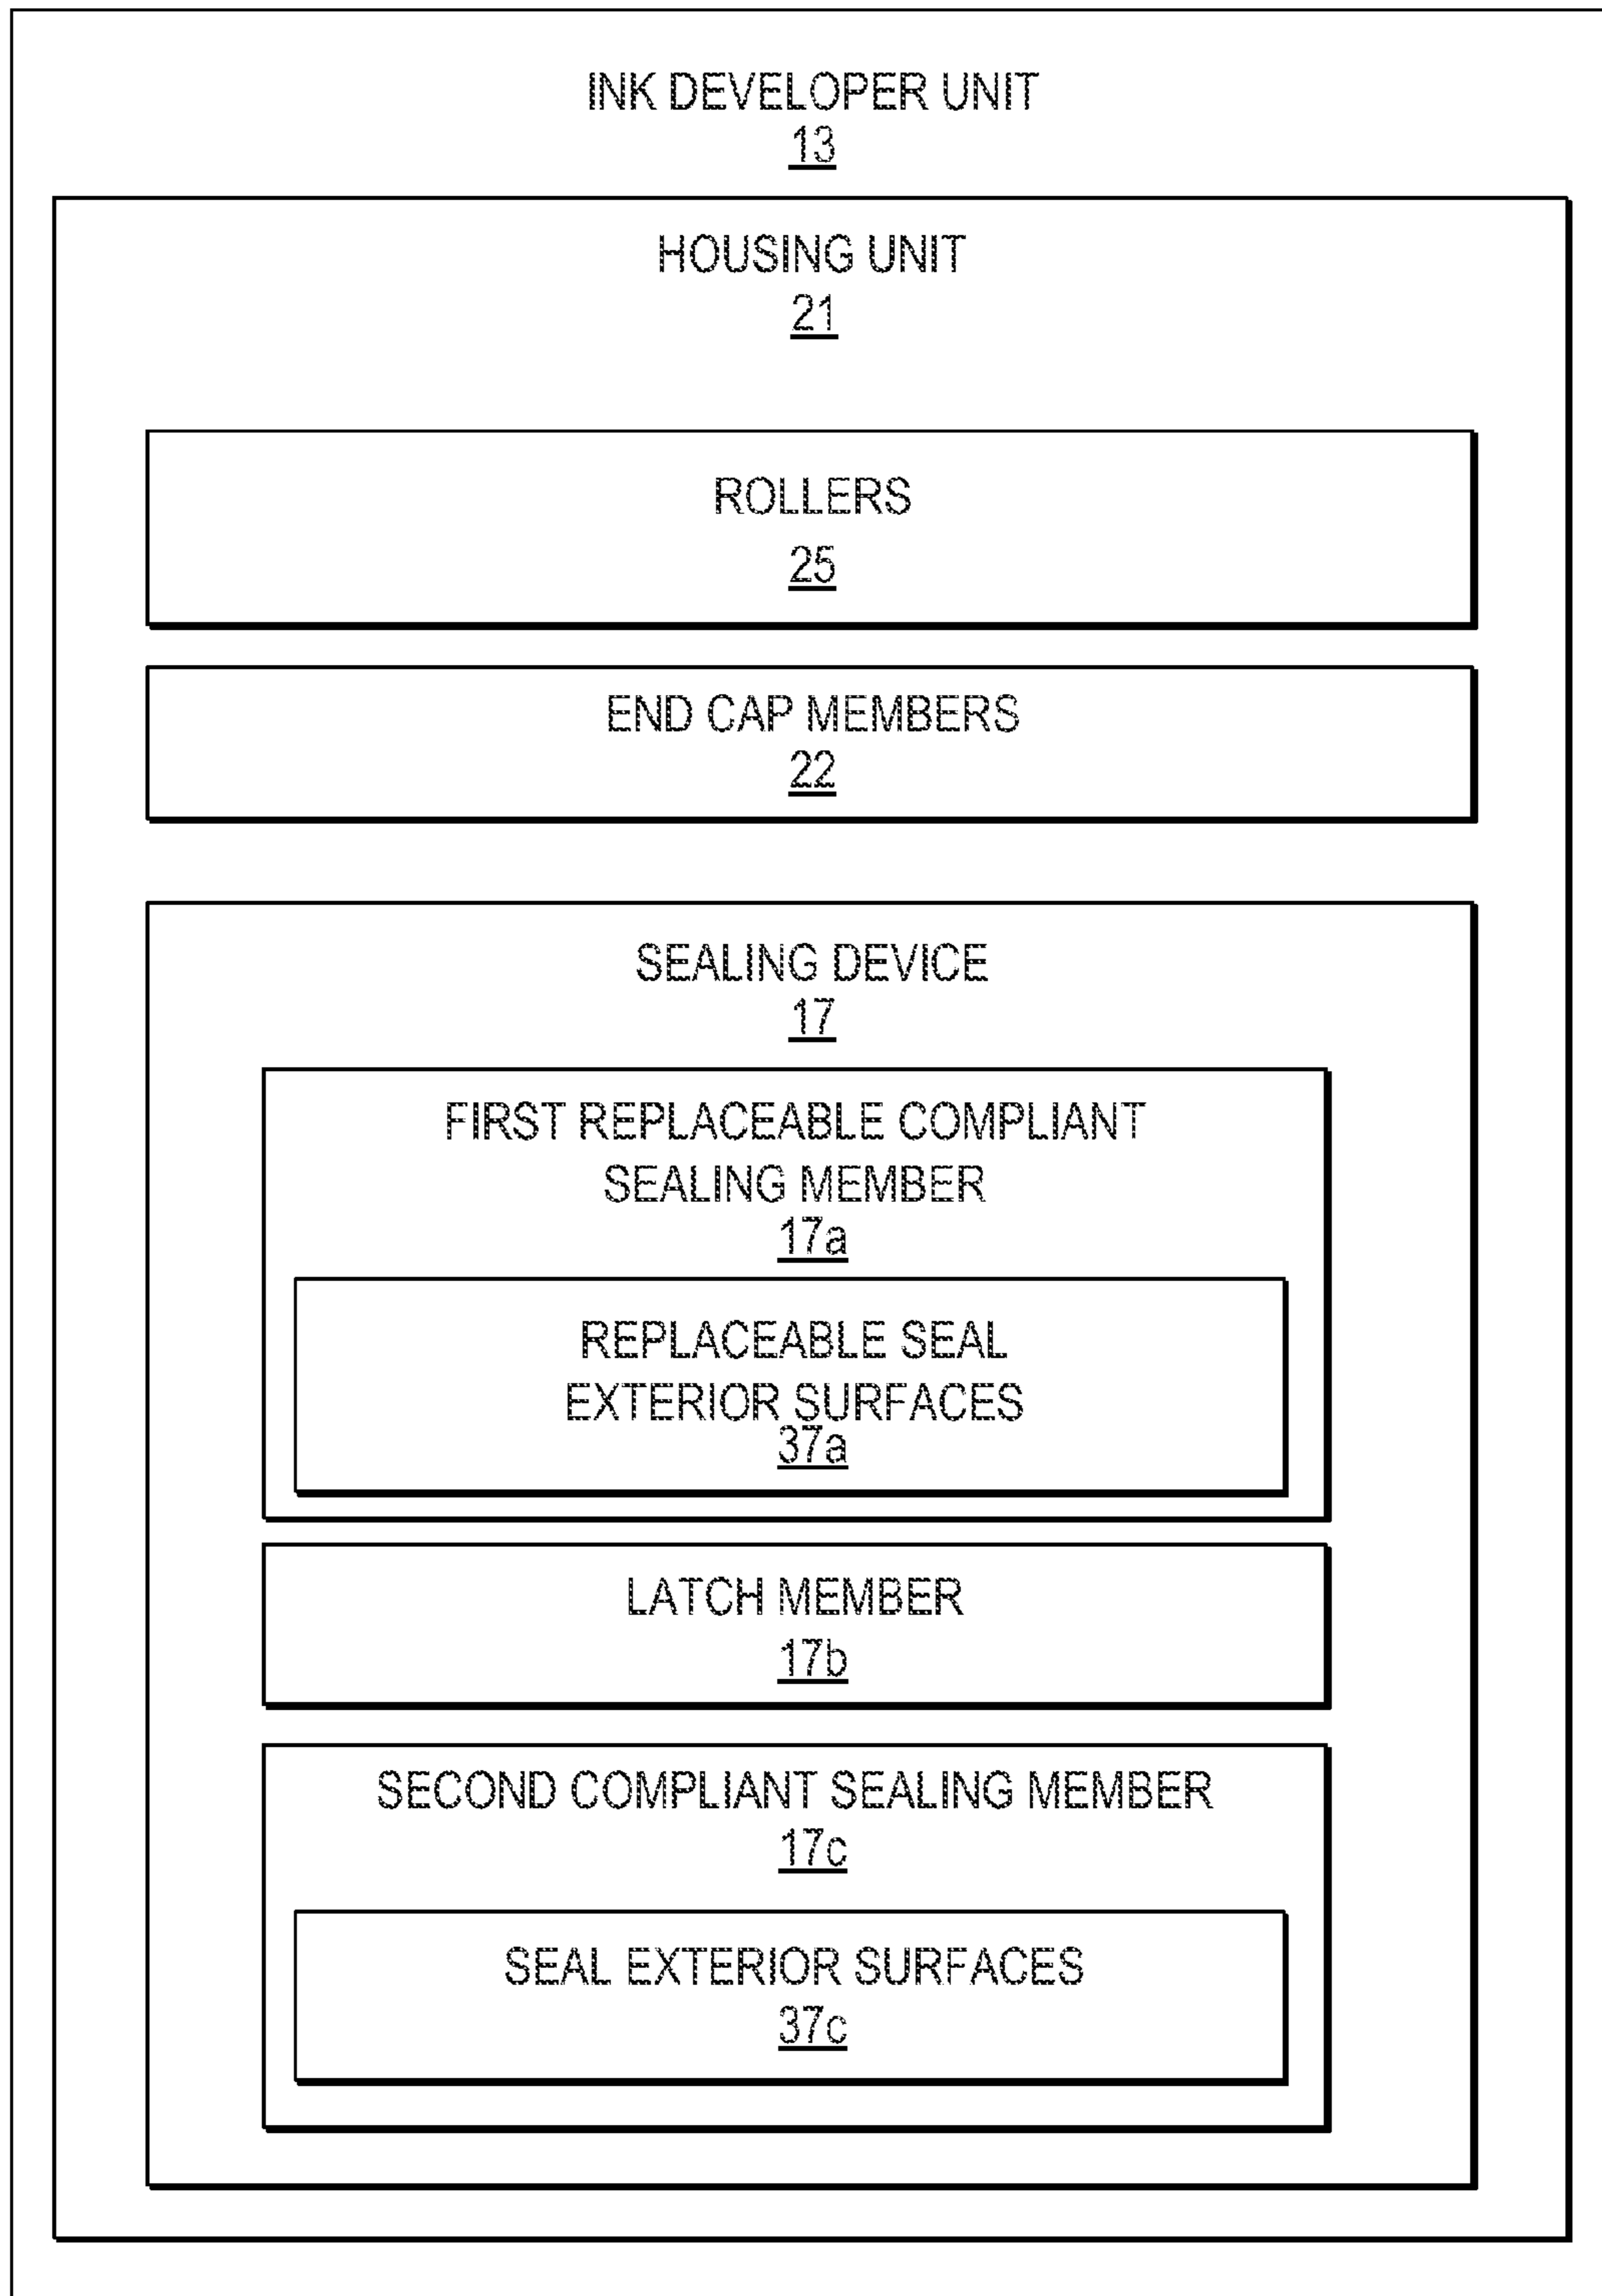 INK DEVELOPER UNIT
13
HOUSING UNIT
21
ROLLERS
25
END CAP MEMBERS
22
SEALING DEVICE
17
FIRST REPLACEABLE COMPLIANT
SEALING MEMBER
17a
REPLACEABLE SEAL
EXTERIOR SURFACES
37a
LATCH MEMBER
17b
SECOND COMPLIANT SEALING MEMBER
17c
SEAL EXTERIOR SURFACES
37c